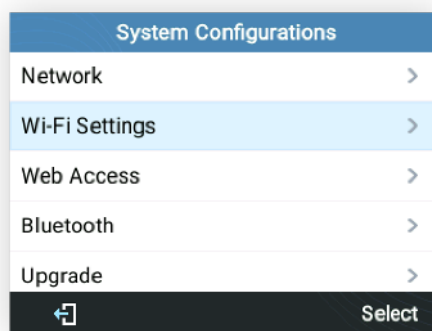 System Configurations
Network
Wi-Fi Settings
Web Access
Bluetooth
Upgrade
Select